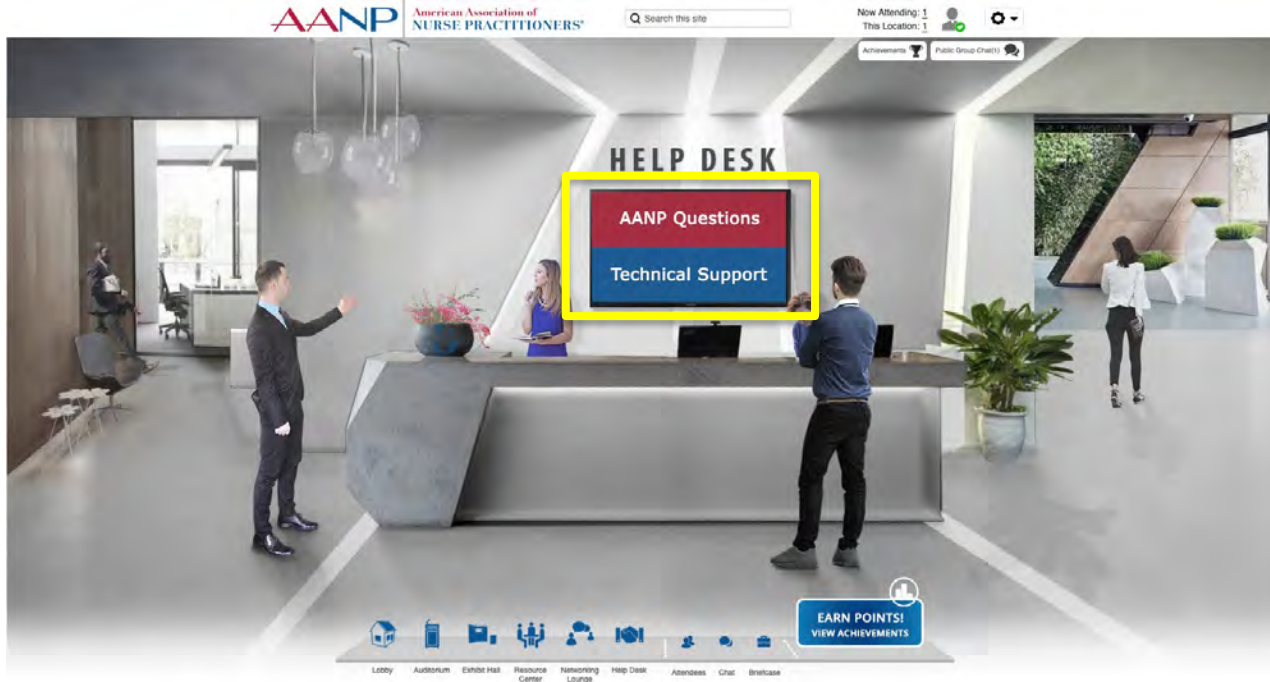 AANP
American Association of
NURSE PRACTITIONERS®
Search this site
Now Attending: 1
This Location: 1
Achievements
Public Group Chat(1)
HELP DESK
AANP Questions
Technical Support
EARN POINTS!
VIEW ACHIEVEMENTS
Lobby
Auditorium
Exhibit Hall
Resource
Center
Networking
Lounge
Help Desk
Attendees
Chat
Briefcase